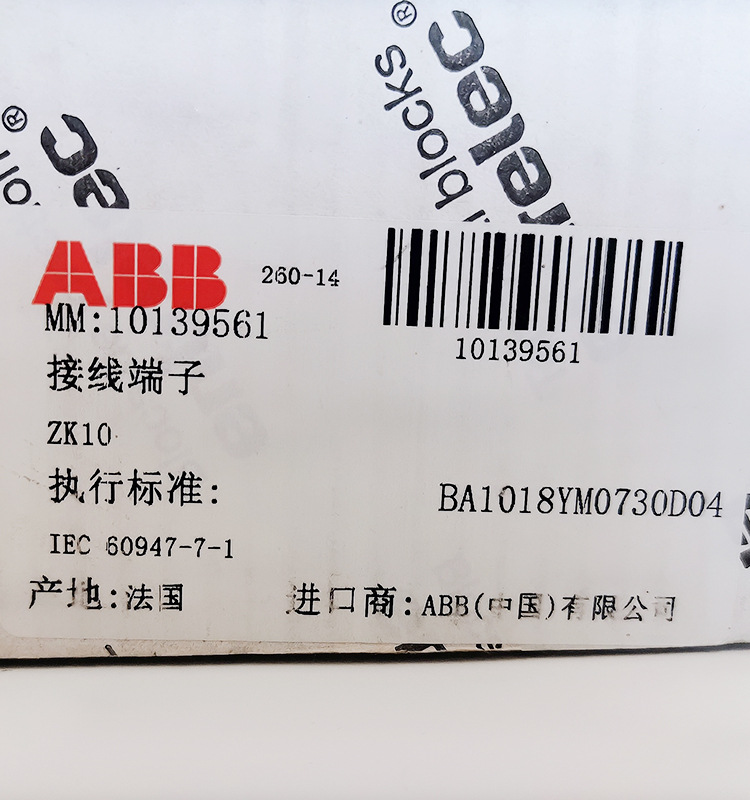 ®
elec
blocks®
ABB
260-14
MM:10139561
10139561
接线端子
ZK10
执行标准:
BA1018YM0730D04
IEC 60947-7-1
产地:法国
进口商:ABB(中国)有限公司